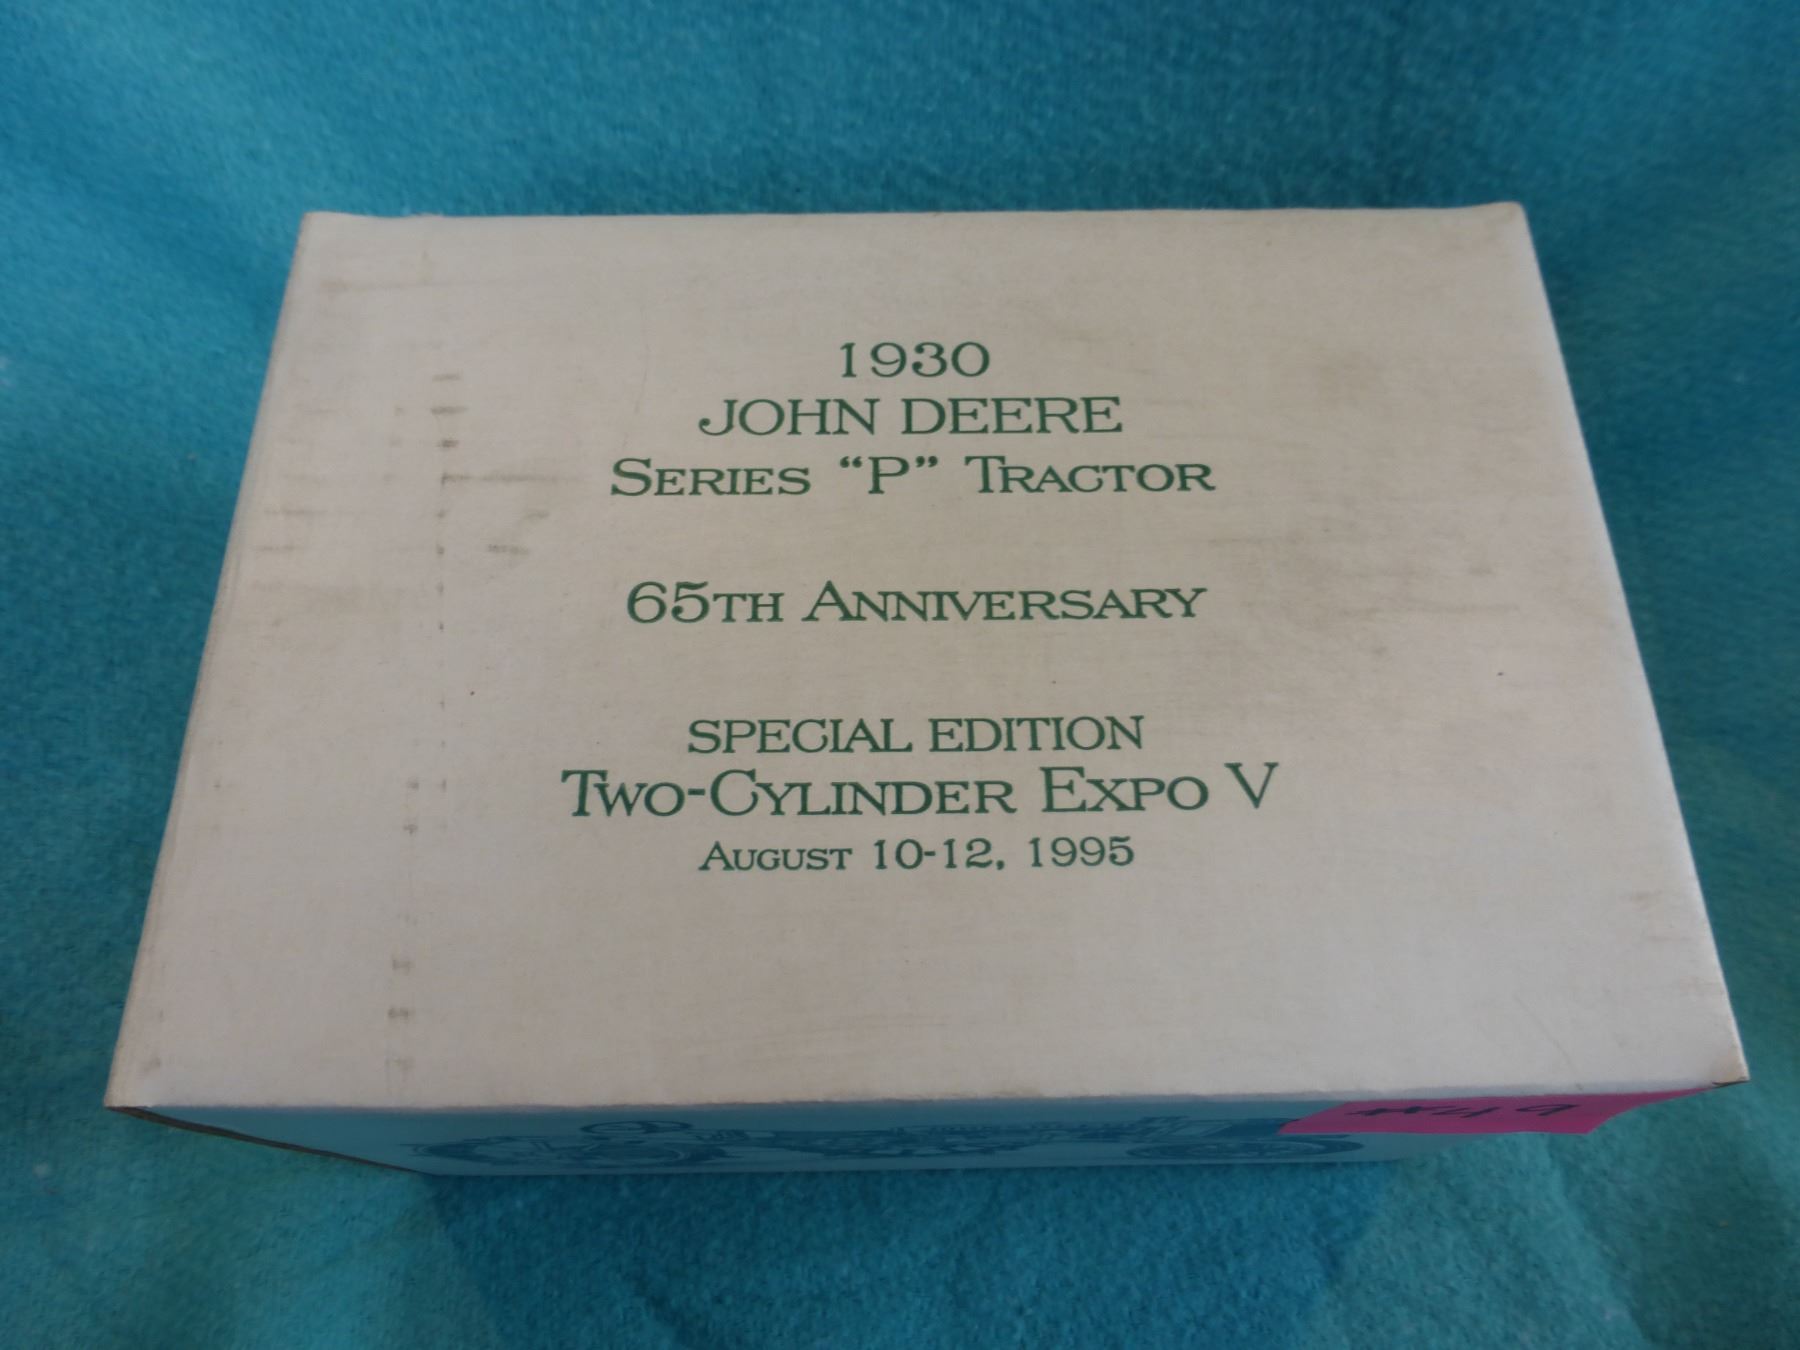 1930
JOHN DEERE
SERIES "P" TRACTOR
65TH ANNIVERSARY
SPECIAL EDITION
TWO-CYLINDER EXPO V
AUGUST 10-12, 1995